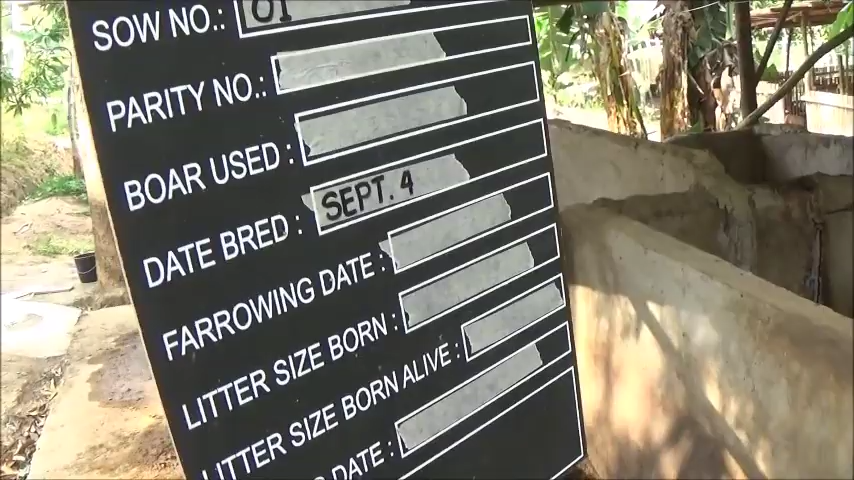 SOW NO.: 01
PARITY NO.:
BOAR USED:
DATE BRED: SEPT. 4
FARROWING DATE:
LITTER SIZE BORN:
LITTER SIZE BORN ALIVE:
DATE: